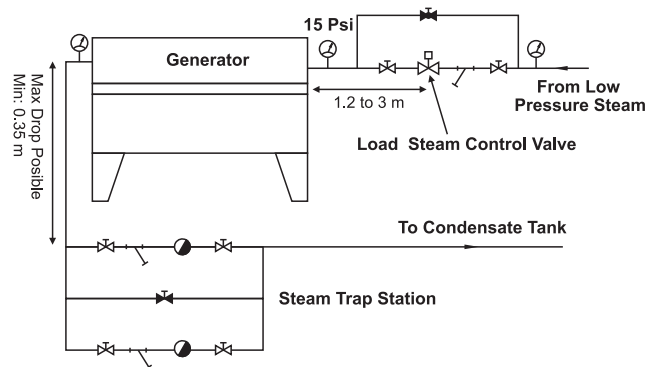 15 Psi
Generator
From Low
Pressure Steam
1.2 to 3 m
Load Steam Control Valve
Max Drop Posible
Min: 0.35 m
To Condensate Tank
Steam Trap Station